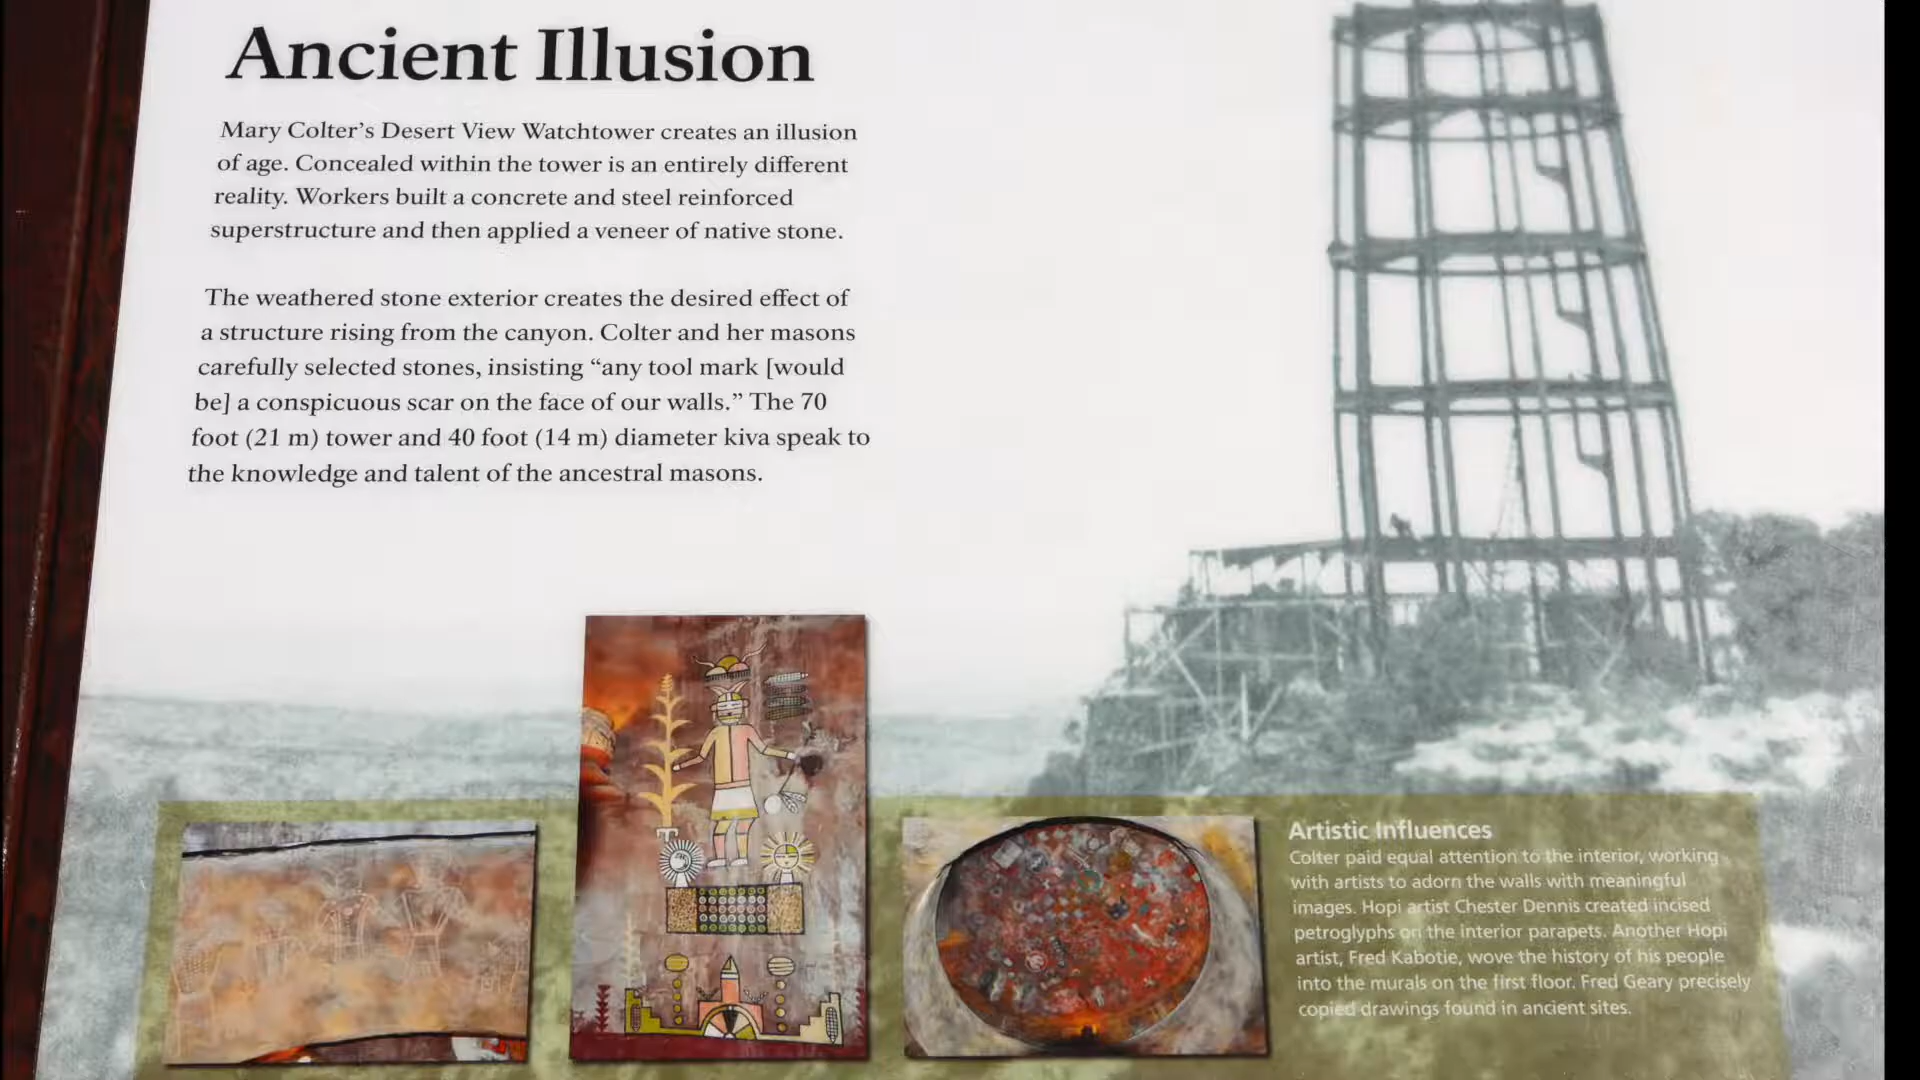 Ancient Illusion
Mary Colter’s Desert View Watchtower creates an illusion
of age. Concealed within the tower is an entirely different
reality. Workers built a concrete and steel reinforced
superstructure and then applied a veneer of native stone.
The weathered stone exterior creates the desired effect of
a structure rising from the canyon. Colter and her masons
carefully selected stones, insisting “any tool mark [would
be] a conspicuous scar on the face of our walls.” The 70
foot (21 m) tower and 40 foot (14 m) diameter kiva speak to
the knowledge and talent of the ancestral masons.
Artistic Influences
Colter paid equal attention to the interior, working
with artists to adorn the walls with meaningful
images. Hopi artist Chester Dennis created incised
petroglyphs on the interior parapets. Another Hopi
artist, Fred Kabotie, wove the history of his people
into the murals on the first floor. Fred Geary precisely
copied drawings found in ancient sites.